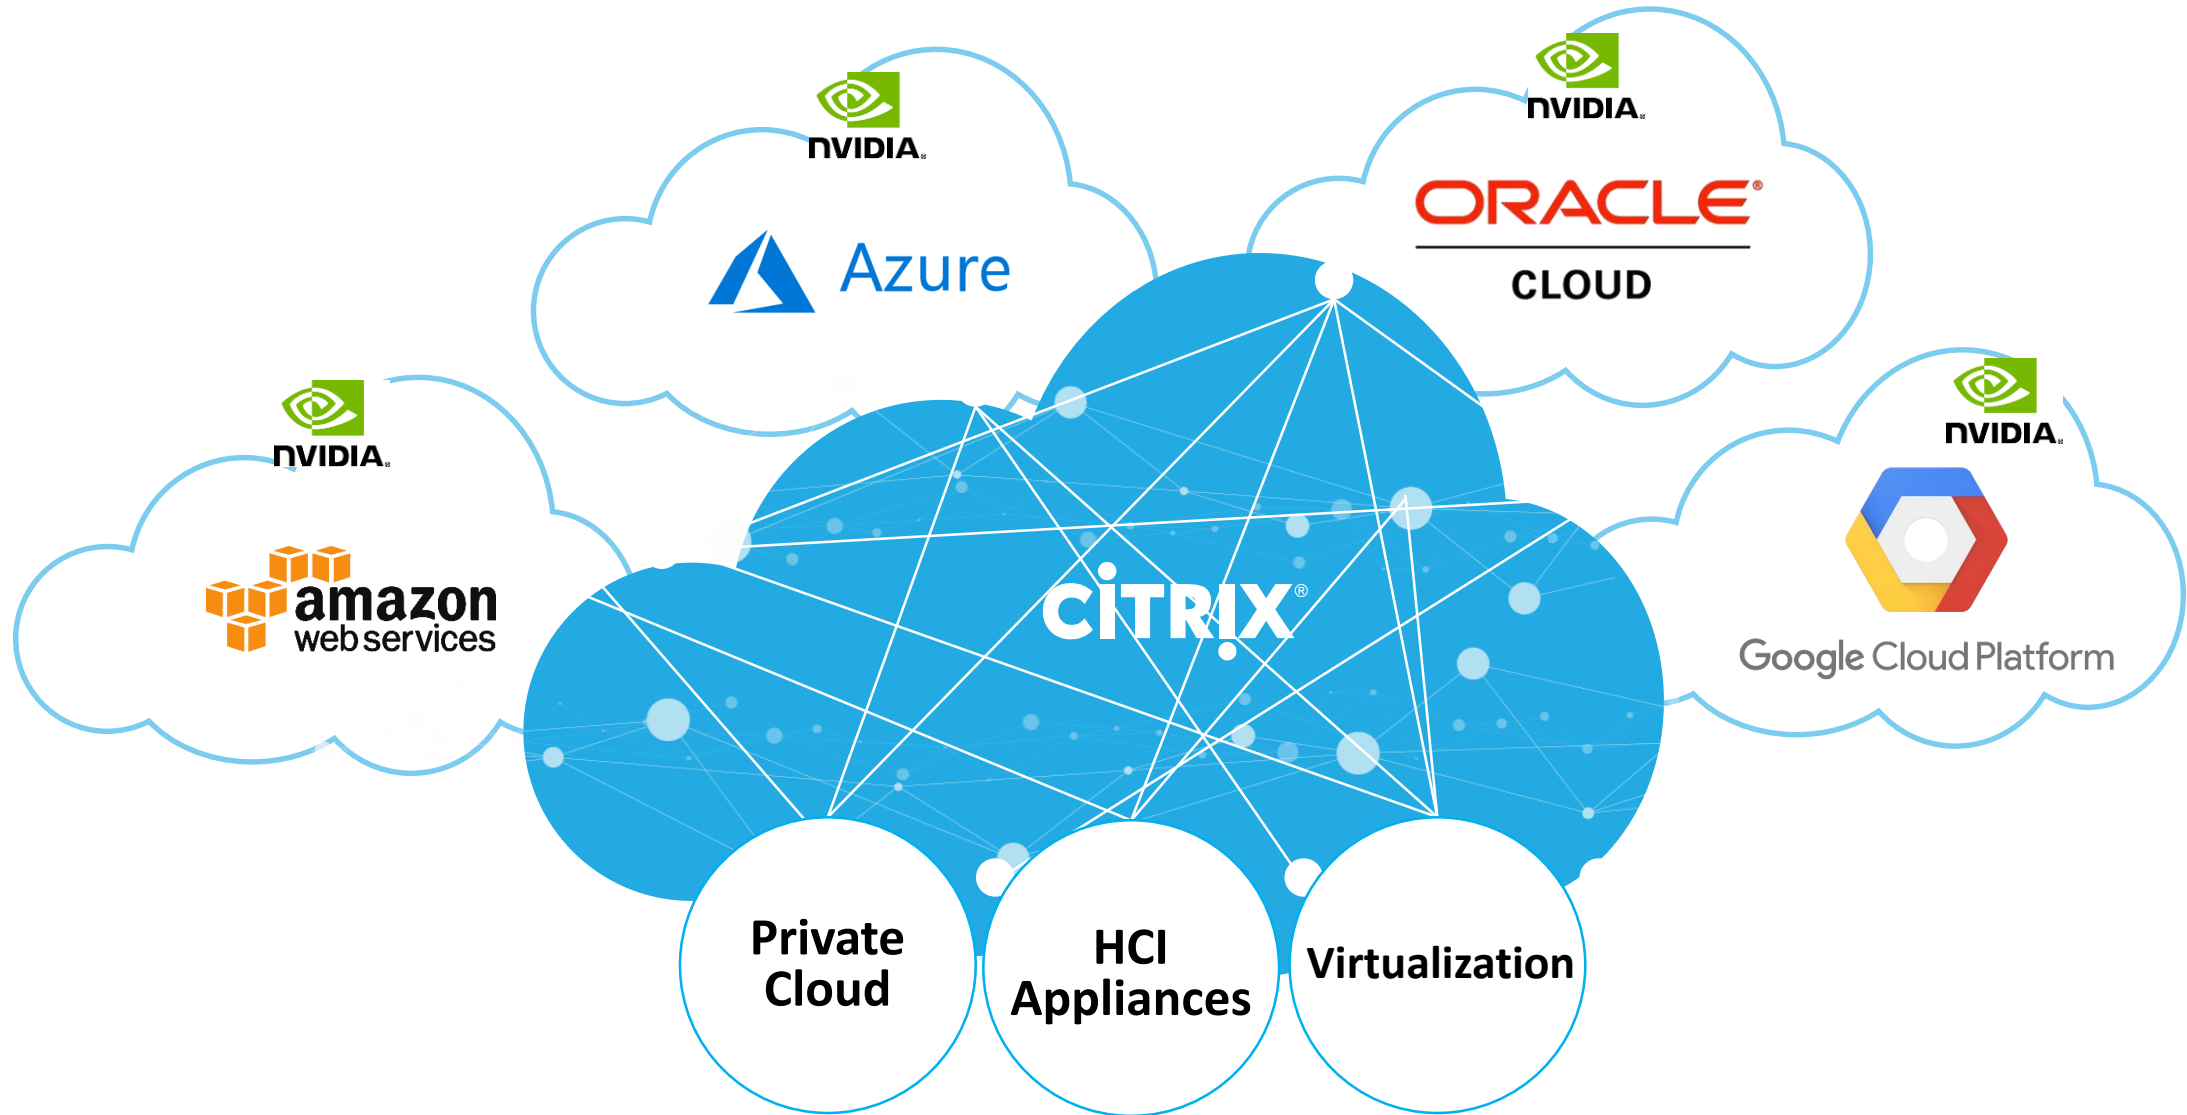 NVIDIA.
Azure
NVIDIA.
ORACLE®
CLOUD
NVIDIA.
amazon
web services
NVIDIA.
Google Cloud Platform
CITRIX®
Private
Cloud
HCI
Appliances
Virtualization